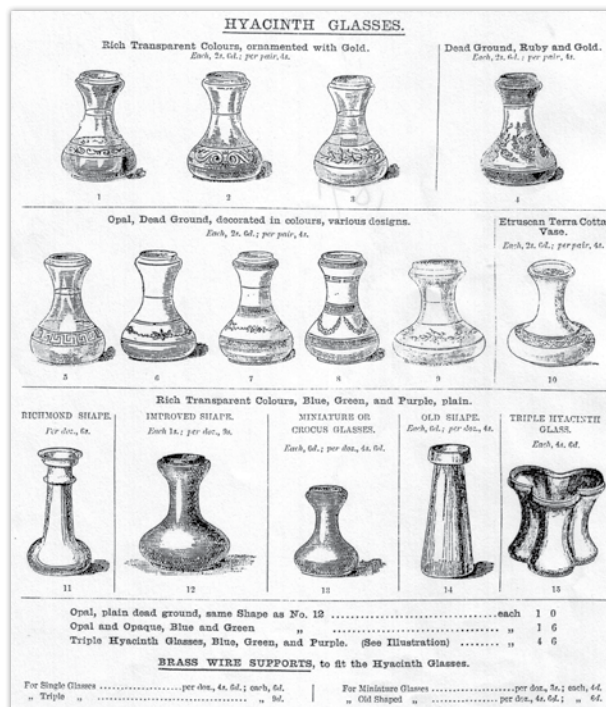 HYACINTH GLASSES.
Rich Transparent Colours, ornamented with Gold.
Each, 2s. 6d.; per pair, 4s.
Dead Ground, Ruby and Gold.
Each, 2s. 6d.; per pair, 4s.
1 2 3 4
Opal, Dead Ground, decorated in colours, various designs.
Each, 2s. 6d.; per pair, 4s.
Etruscan Terra Cotta
Vase.
Each, 2s. 6d.; per pair, 4s.
5 6 7 8 9 10
Rich Transparent Colours, Blue, Green, and Purple, plain.
RICHMOND SHAPE.
Per doz., 6s.
IMPROVED SHAPE.
Each 1s.; per doz., 9s.
MINIATURE OR
CROCUS GLASSES.
Each, 6d.; per doz., 4s. 6d.
OLD SHAPE.
Each, 6d.; per doz., 4s.
TRIPLE HYACINTH
GLASS.
Each, 4s. 6d.
11 12 13 14 15
Opal, plain dead ground, same Shape as No. 12 ........ each 1 0
Opal and Opaque, Blue and Green „ ........ „ 1 6
Triple Hyacinth Glasses, Blue, Green, and Purple. (See Illustration) ........ „ 4 6
BRASS WIRE SUPPORTS, to fit the Hyacinth Glasses.
For Single Glasses ........ per doz., 4s. 6d.; each, 6d.
„ Triple „ ........ „ 9d.
For Miniature Glasses ........ per doz., 3s.; each, 4d.
„ Old Shaped „ ........ per doz., 4s. 6d.; „ 6d.